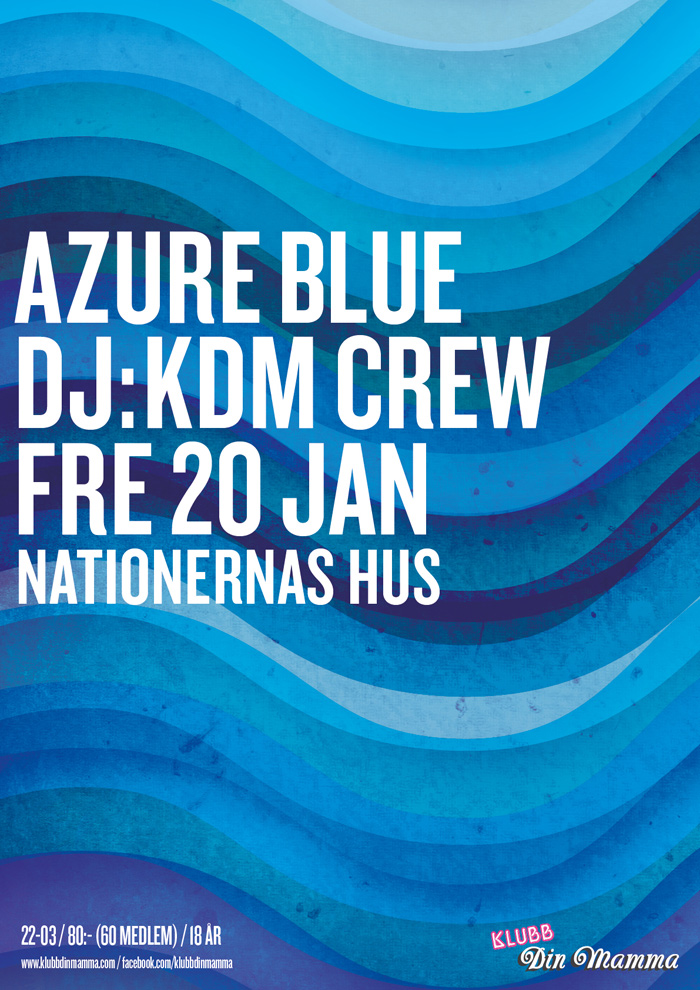 AZURE BLUE
DJ:KDM CREW
FRE 20 JAN
NATIONERNAS HUS
22-03 / 80:- (60 MEDLEM) / 18 ÅR
www.klubbdinmamma.com / facebook.com/klubbdinmamma
KLUBB
Din Mamma